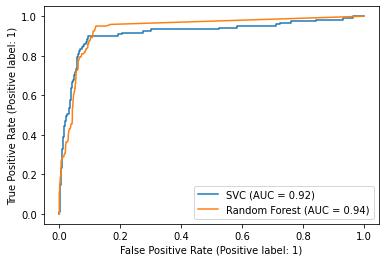 True Positive Rate (Positive label: 1)
1.0
0.8
0.6
0.4
0.2
0.0
SVC (AUC = 0.92)
Random Forest (AUC = 0.94)
0.0 0.2 0.4 0.6 0.8 1.0
False Positive Rate (Positive label: 1)